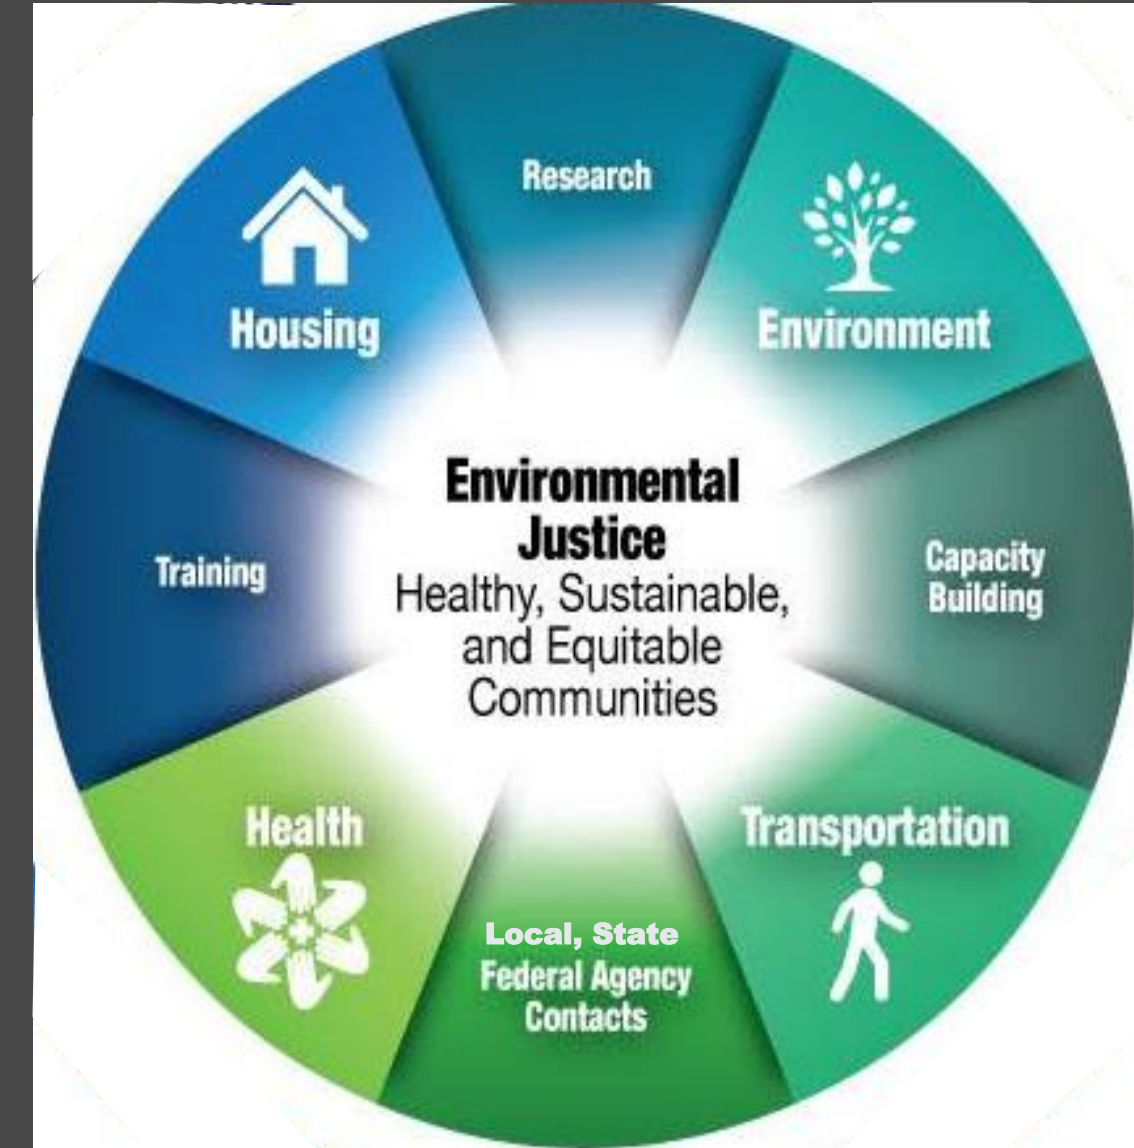 Research
Housing
Environment
Environmental
Justice
Healthy, Sustainable,
and Equitable
Communities
Training
Capacity
Building
Health
Transportation
Local, State
Federal Agency
Contacts